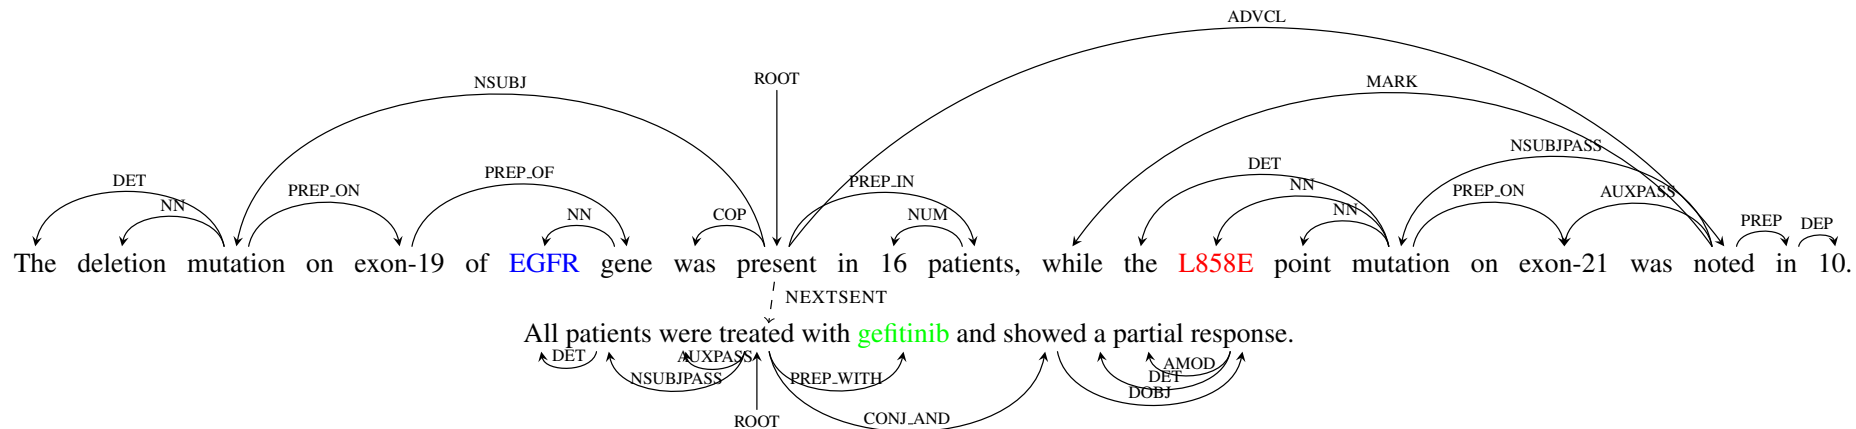 ADVCL
NSUBJ ROOT MARK
DET NN PREP_ON PREP_OF NN COP PREP_IN NUM DET NN NN NSUBJPASS PREP_ON AUXPASS PREP DEP
The deletion mutation on exon-19 of EGFR gene was present in 16 patients, while the L858E point mutation on exon-21 was noted in 10.
NEXTSENT
All patients were treated with gefitinib and showed a partial response.
DET AUXPASS AMOD
NSUBJPASS PREP_WITH DET
DOBJ
ROOT CONJ_AND